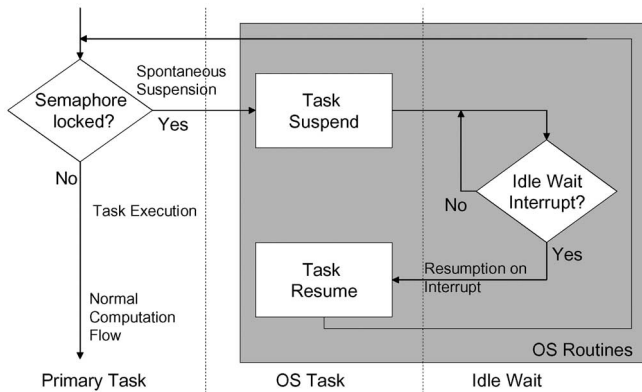 Semaphore
locked?
Spontaneous
Suspension
Yes
No
Task
Suspend
Idle Wait
Interrupt?
No
Yes
Task Execution
Task
Resume
Resumption on
Interrupt
Normal
Computation
Flow
OS Routines
Primary Task
OS Task
Idle Wait